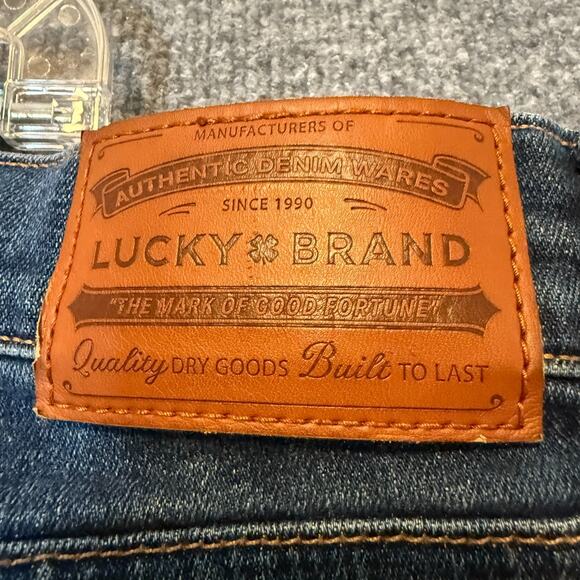 MANUFACTURERS OF
AUTHENTIC DENIM WARES
SINCE 1990
LUCKY BRAND
"THE MARK OF GOOD FORTUNE"
Quality DRY GOODS Built TO LAST